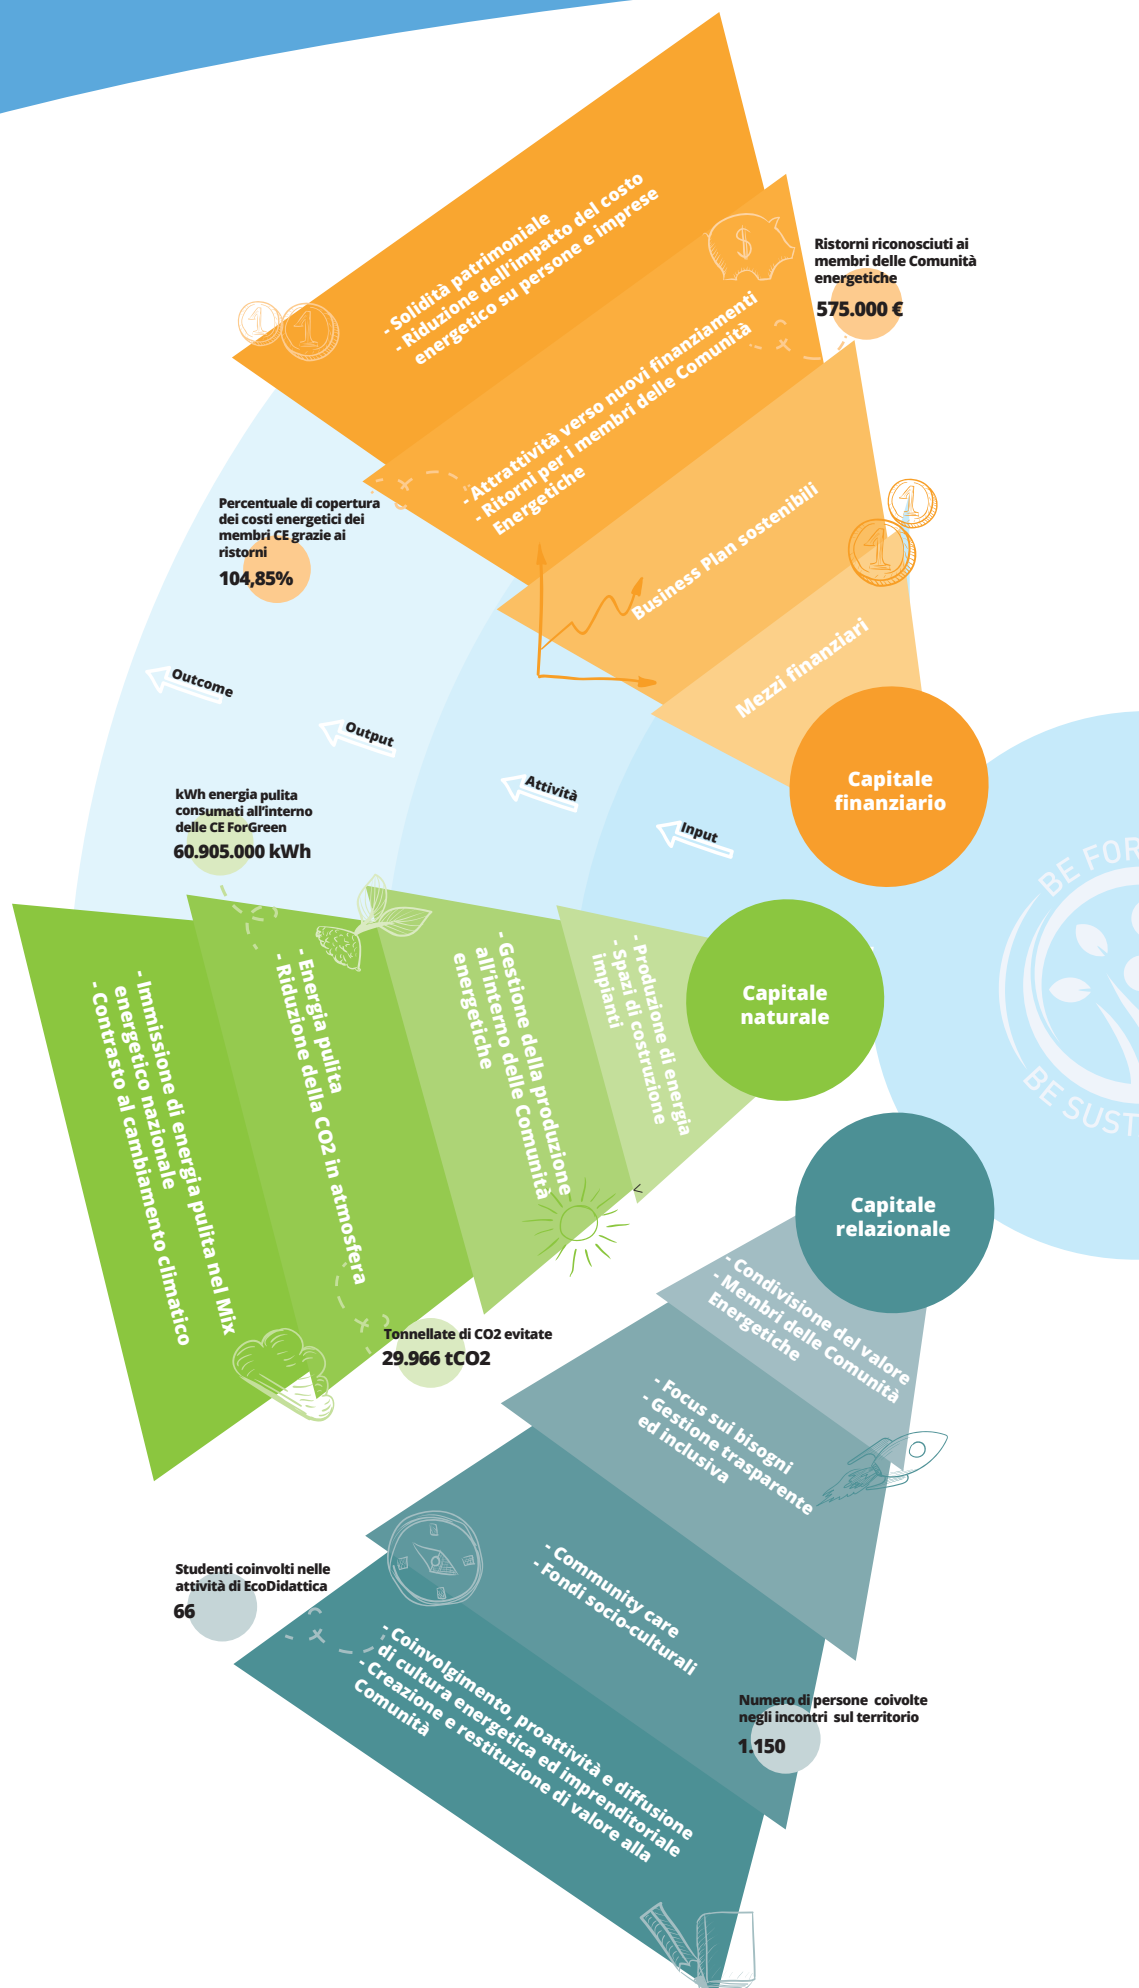 - Solidità patrimoniale
- Riduzione dell'impatto del costo
energetico su persone e imprese
Ristorni riconosciuti ai
membri delle Comunità
energetiche
575.000 €
- Attrattività verso nuovi finanziamenti
- Ritorni per i membri delle Comunità
Energetiche
Business Plan sostenibili
Mezzi finanziari
Percentuale di copertura
dei costi energetici dei
membri CE grazie ai
ristorni
104,85%
Outcome
Output
Attività
Input
Capitale
finanziario
kWh energia pulita
consumati all'interno
delle CE ForGreen
60.905.000 kWh
- Immissione di energia pulita nel Mix
energetico nazionale
- Contrasto al cambiamento climatico
- Energia pulita
- Riduzione della CO2 in atmosfera
- Gestione della produzione
all'interno delle Comunità
energetiche
- Produzione di energia
- Spazi di costruzione
impianti
Capitale
naturale
BE FOR
BE SUST
Tonnellate di CO2 evitate
29.966 tCO2
Capitale
relazionale
- Condivisione del valore
- Membri delle Comunità
Energetiche
- Focus sui bisogni
- Gestione trasparente
ed inclusiva
- Community care
- Fondi socio-culturali
Studenti coinvolti nelle
attività di EcoDidattica
66
- Coinvolgimento, proattività e diffusione
di cultura energetica ed imprenditoriale
- Creazione e restituzione di valore alla
Comunità
Numero di persone  coivolte
negli incontri  sul territorio
1.150